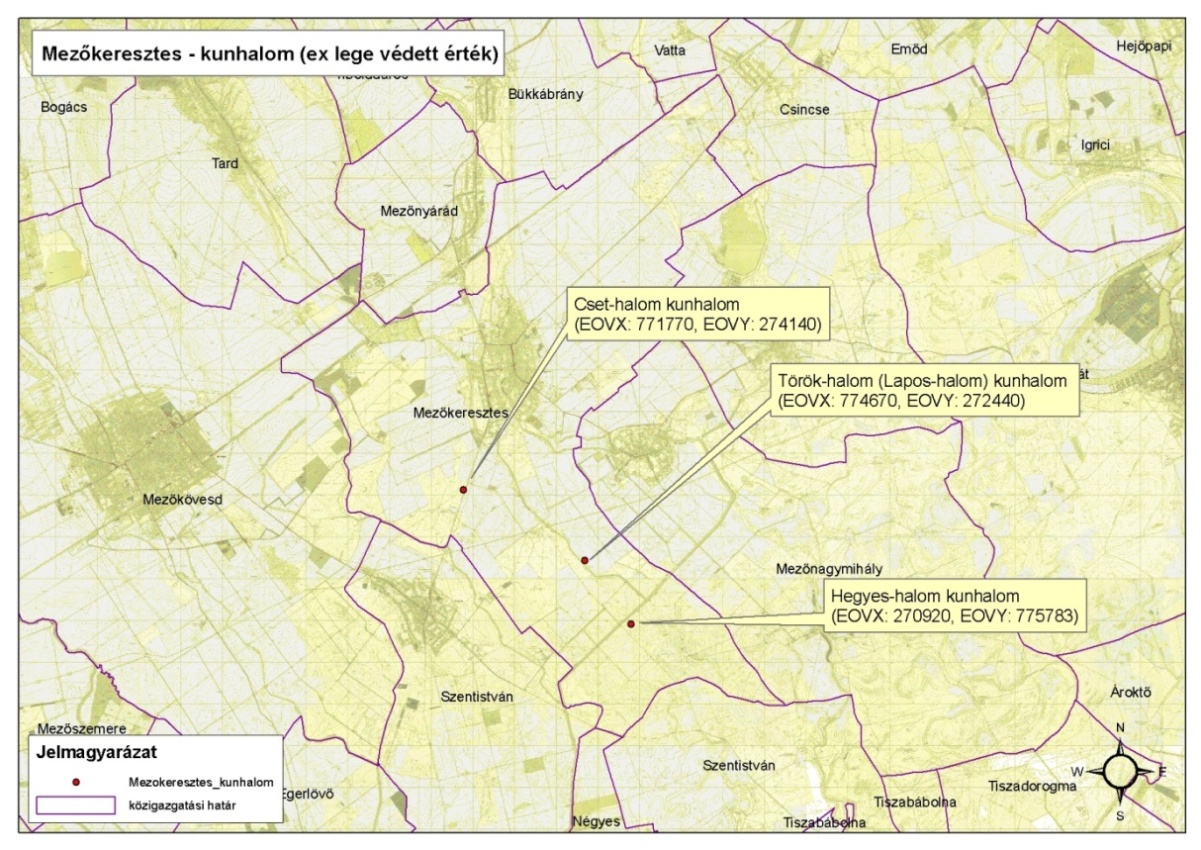 Mezőkeresztes - kunhalom (ex lege védett érték)
Vatta
Emőd
Hejőpapi
Bogács
Bükkábrány
Csincse
Igrici
Tard
Mezőnyárád
Cset-halom kunhalom
(EOVX: 771770, EOVY: 274140)
Török-halom (Lapos-halom) kunhalom
(EOVX: 774670, EOVY: 272440)
át
Mezőkeresztes
Mezőkövesd
Mezőnagymihály
Hegyes-halom kunhalom
(EOVX: 270920, EOVY: 775783)
Szentistván
Ároktő
Mezőszemere
Jelmagyarázat
Mezokeresztes_kunhalom
közigazgatási határ
Egerlövő
Szentistván
Négyes
Tiszabábolna
Tiszabábolna
Tiszadorogma
N
W
E
S